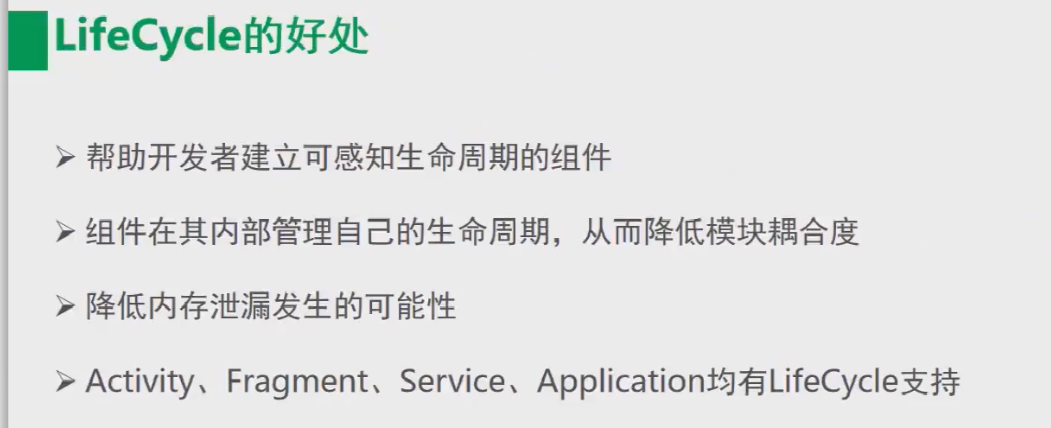 LifeCycle的好处
帮助开发者建立可感知生命周期的组件
组件在其内部管理自己的生命周期，从而降低模块耦合度
降低内存泄漏发生的可能性
Activity、Fragment、Service、Application均有LifeCycle支持